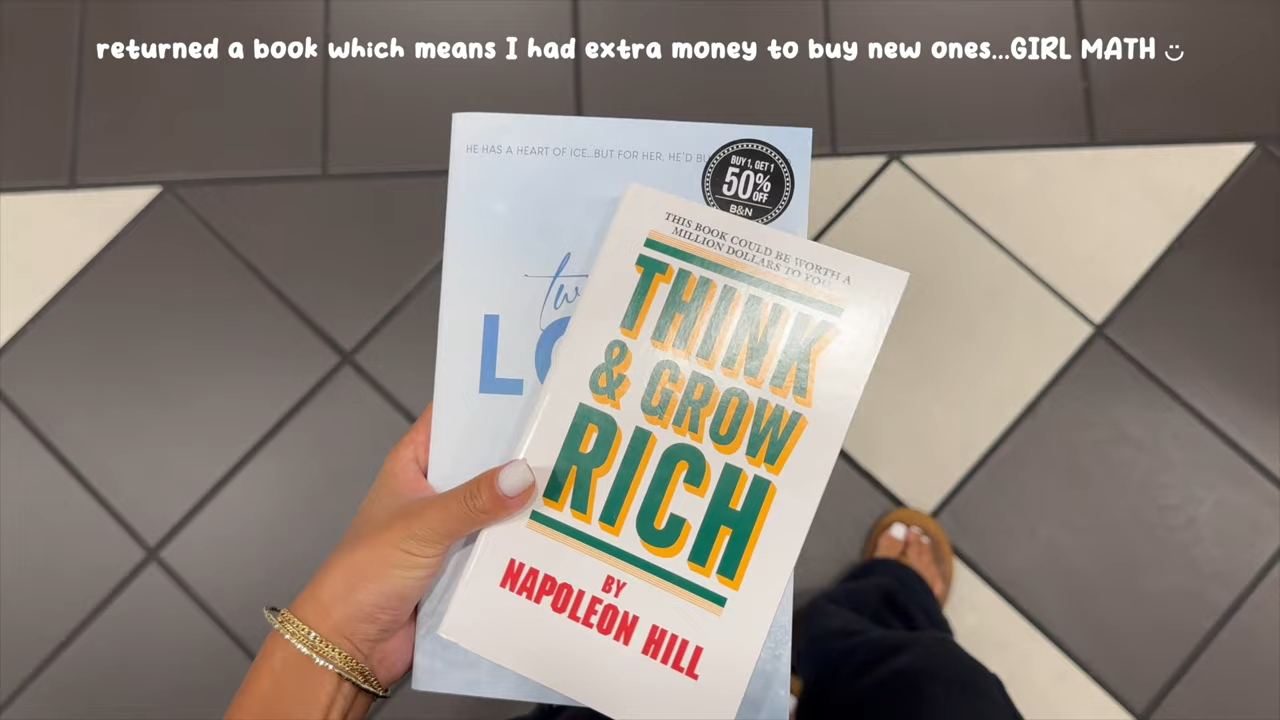 returned a book which means I had extra money to buy new ones...GIRL MATH
HE HAS A HEART OF ICE...BUT FOR HER, HE'D
BUY 1, GET 1
50%
OFF
B&N
THIS BOOK COULD BE WORTH A
MILLION DOLLARS TO YOU
THINK
& GROW
RICH
BY
NAPOLEON HILL